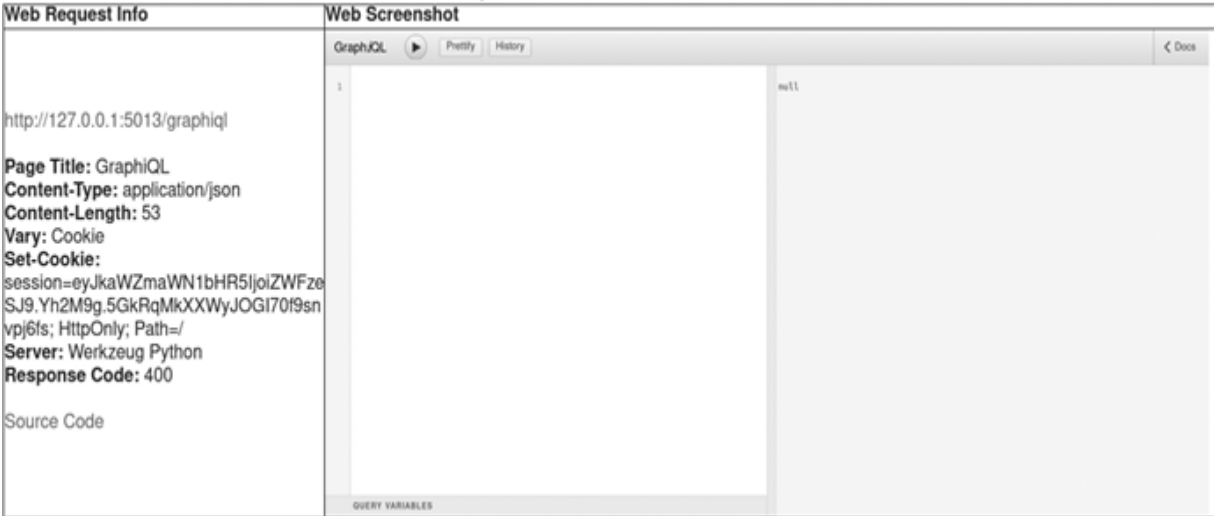 Web Request Info
Web Screenshot
GraphiQL
Prettify
History
Docs
1
null
http://127.0.0.1:5013/graphiql
Page Title: GraphiQL
Content-Type: application/json
Content-Length: 53
Vary: Cookie
Set-Cookie:
session=eyJkaWZmaWN1bHR5IjoiZWFze
SJ9.Yh2M9g.5GkRqMkXXWyJOGI70f9sn
vpj6fs; HttpOnly; Path=/
Server: Werkzeug Python
Response Code: 400
Source Code
QUERY VARIABLES